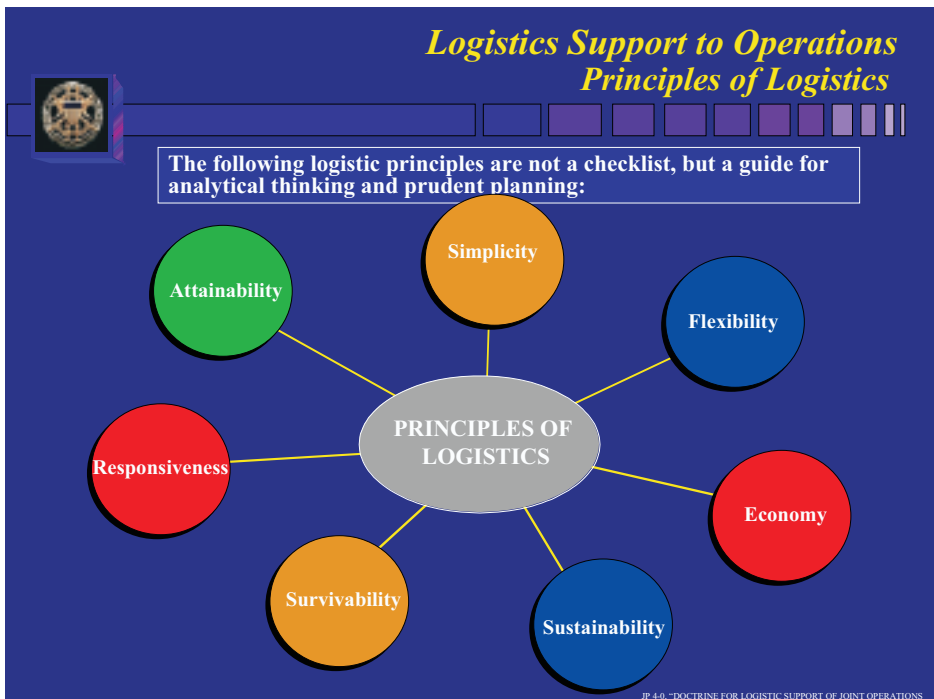 Logistics Support to Operations
Principles of Logistics
The following logistic principles are not a checklist, but a guide for
analytical thinking and prudent planning:
Simplicity
Attainability
Flexibility
PRINCIPLES OF
LOGISTICS
Responsiveness
Economy
Survivability
Sustainability
JP 4-0, “DOCTRINE FOR LOGISTIC SUPPORT OF JOINT OPERATIONS